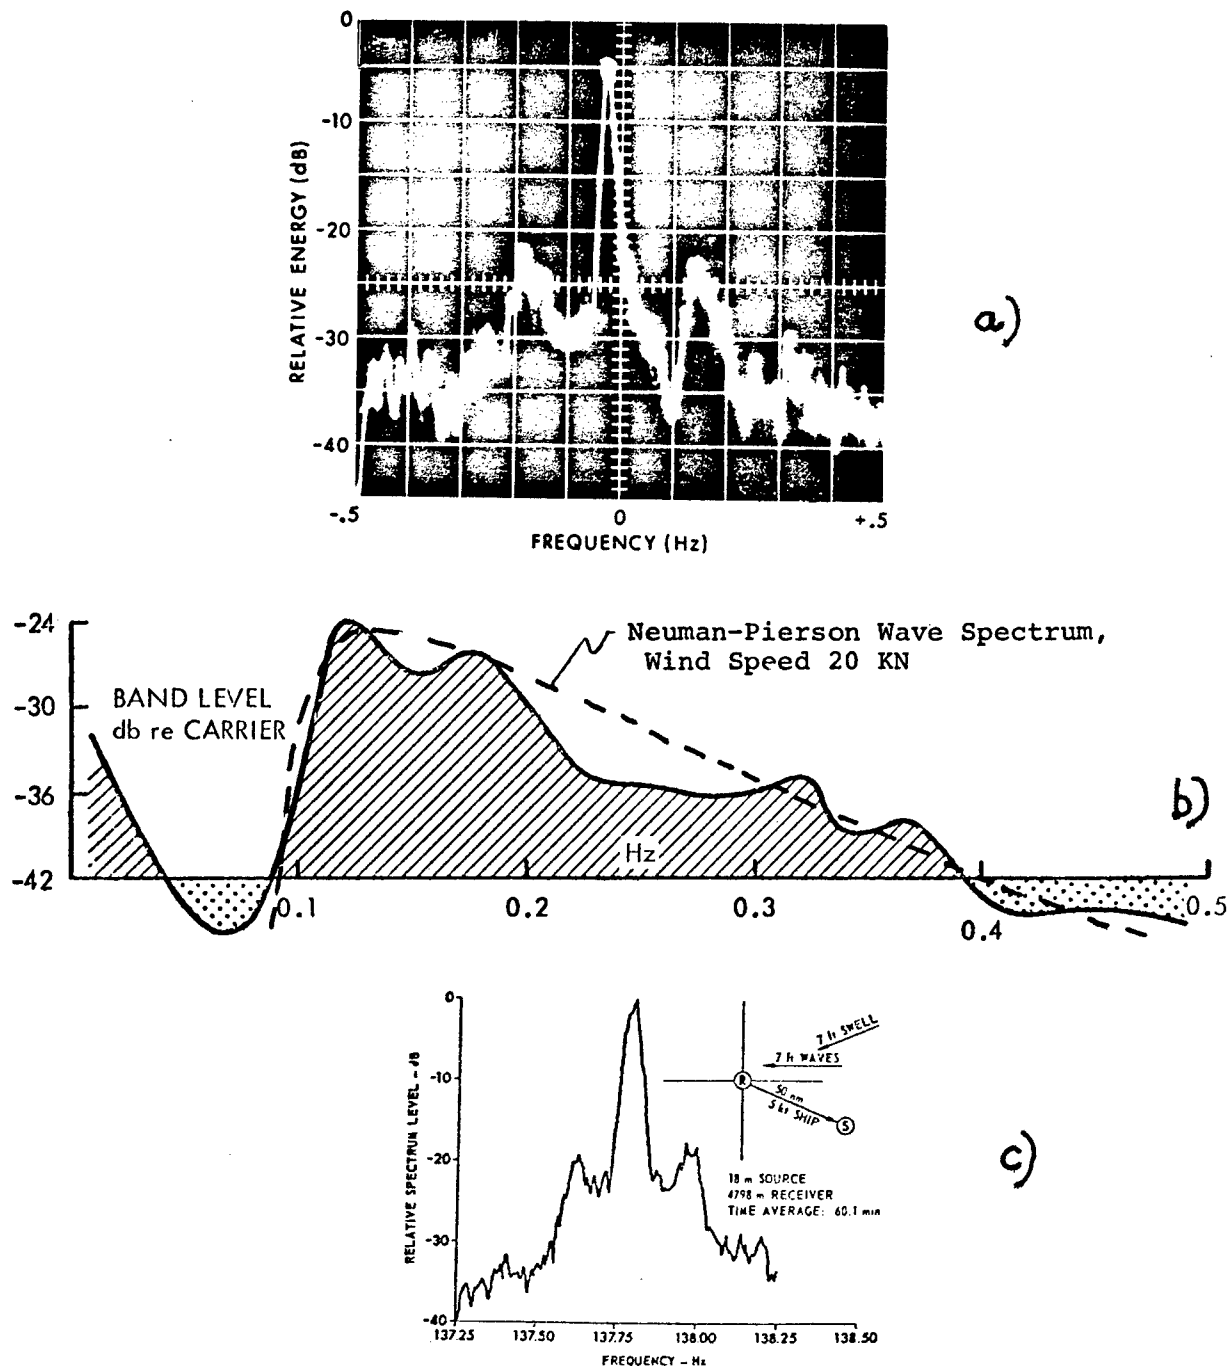 0
-10
-20
-30
-40
RELATIVE ENERGY (dB)
-.5
0
+.5
FREQUENCY (Hz)
a)
-24
-30
-36
-42
BAND LEVEL
db re CARRIER
Neuman-Pierson Wave Spectrum,
Wind Speed 20 KN
Hz
0.1
0.2
0.3
0.4
0.5
b)
0
-10
-20
-30
-40
RELATIVE SPECTRUM LEVEL - dB
7 ft SWELL
7 ft WAVES
R
50 nm
5 kt SHIP
S
18 m SOURCE
4798 m RECEIVER
TIME AVERAGE: 60.1 min
137.25
137.50
137.75
138.00
138.25
138.50
FREQUENCY - Hz
c)